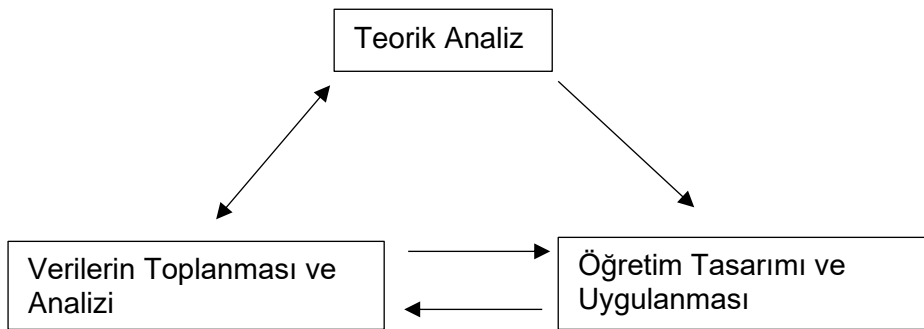 Teorik Analiz
Verilerin Toplanması ve
Analizi
Öğretim Tasarımı ve
Uygulanması